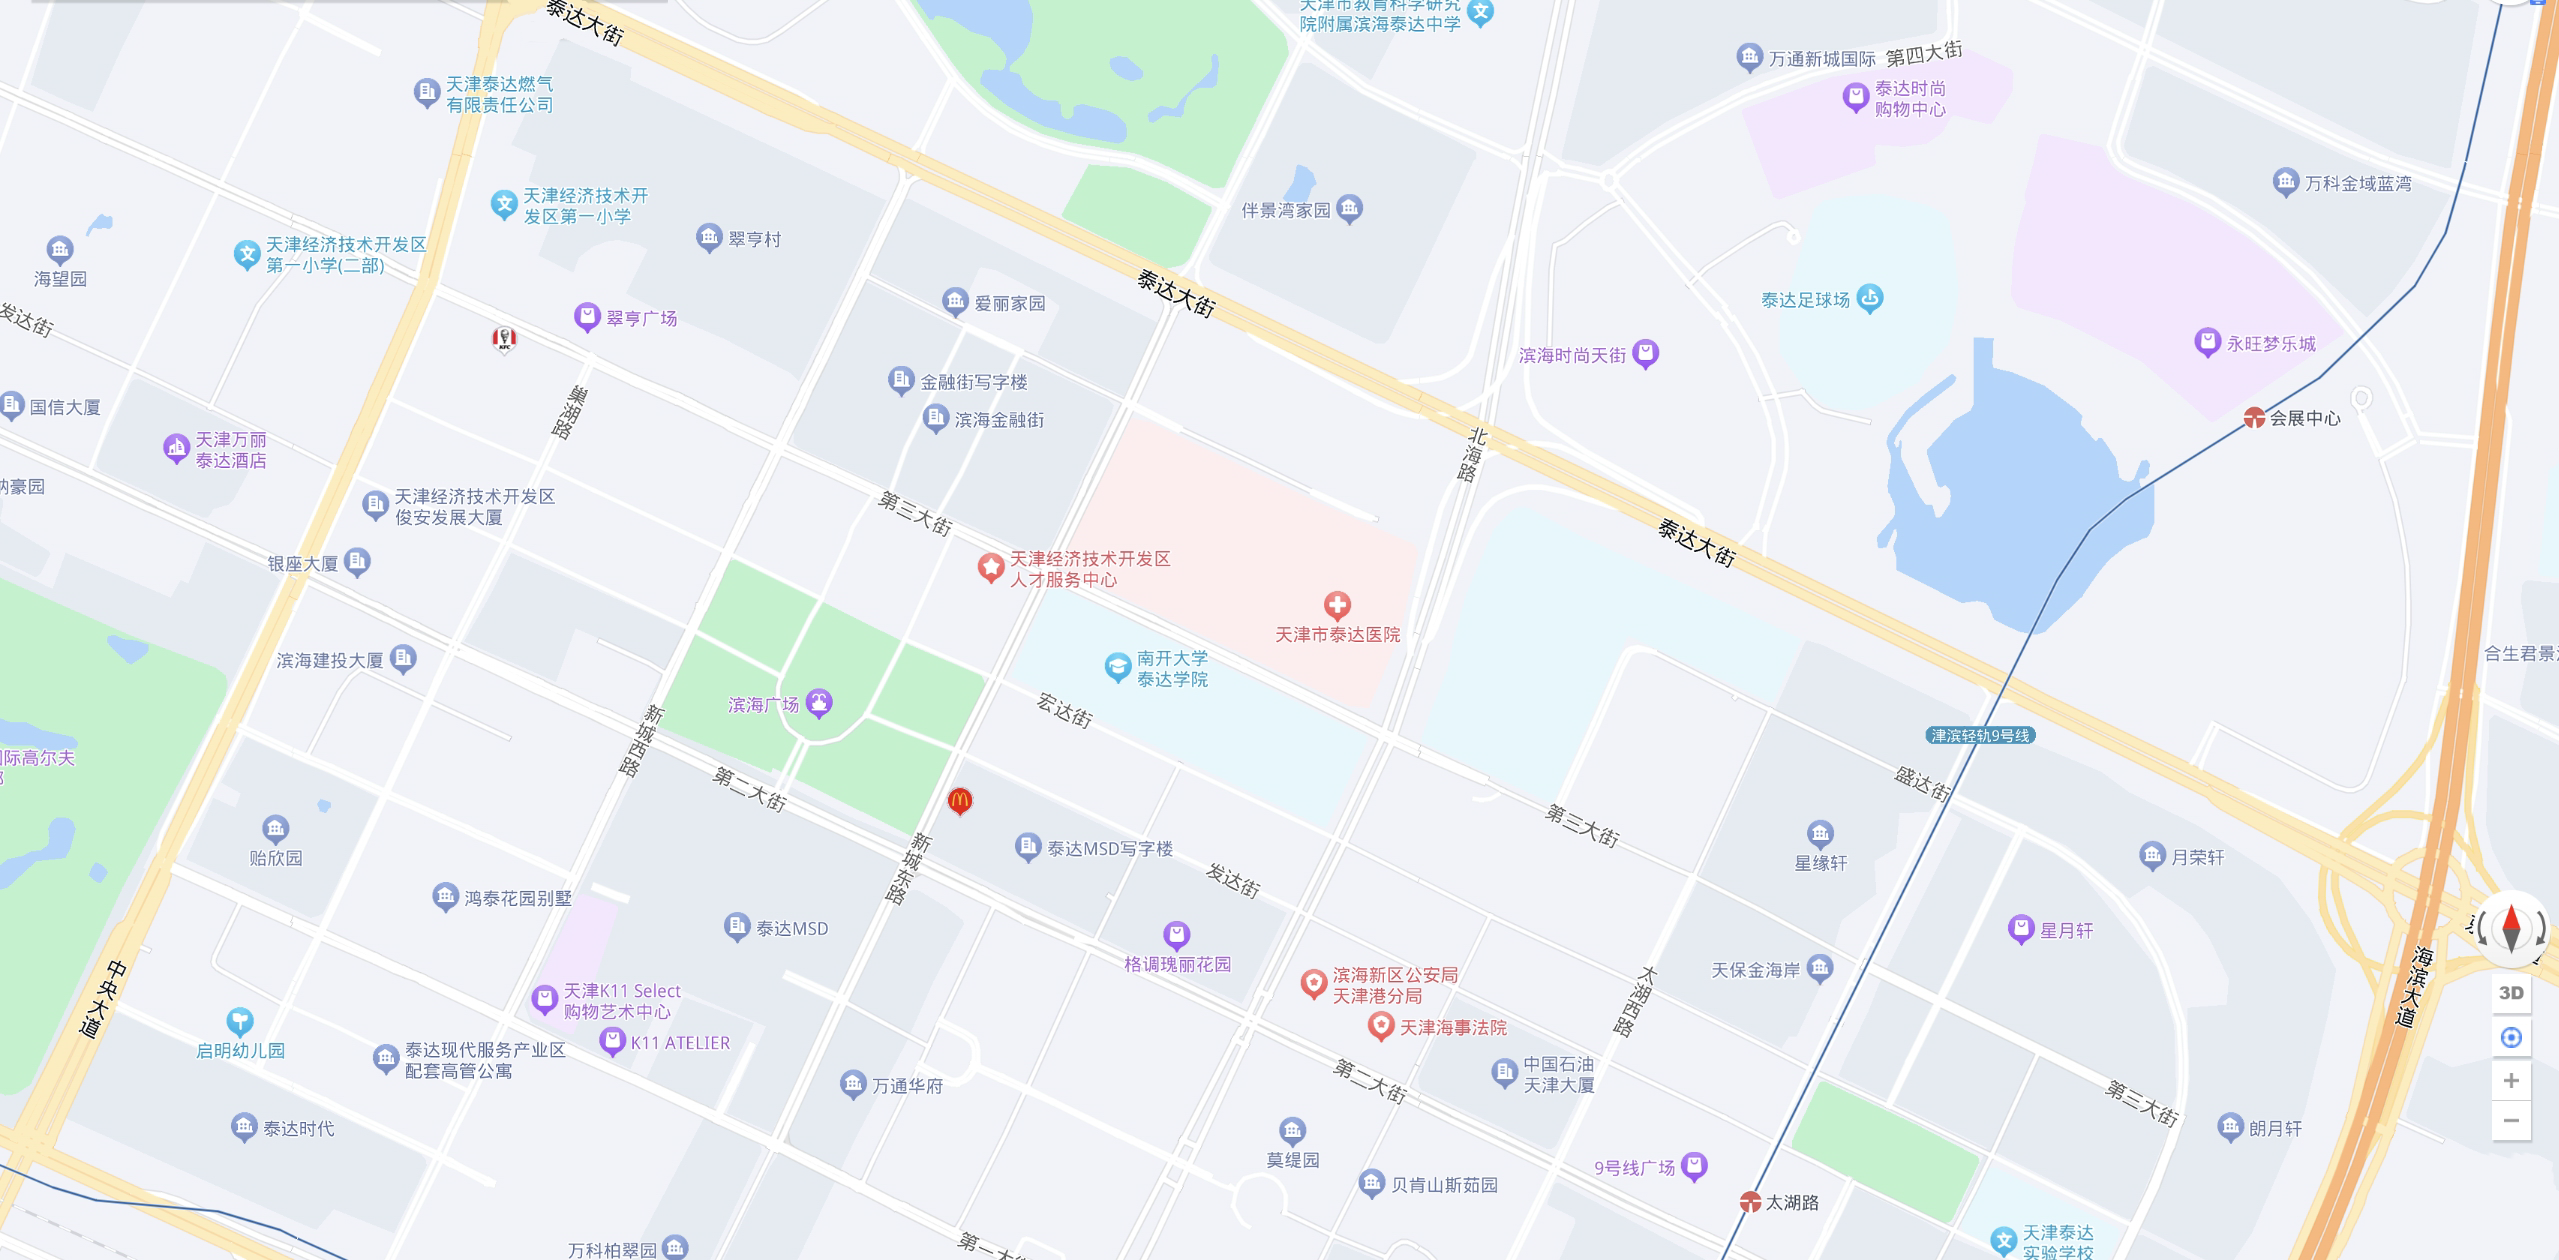 泰达大街
天津市教育科学研究
院附属滨海泰达中学
万通新城国际
第四大街
泰达时尚
购物中心
天津泰达燃气
有限责任公司
天津经济技术开
发区第一小学
翠亨村
伴景湾家园
万科金域蓝湾
天津经济技术开发区
第一小学(二部)
海望园
发达街
翠亨广场
KFC
爱丽家园
泰达大街
泰达足球场
滨海时尚天街
永旺梦乐城
会展中心
国信大厦
巢湖路
金融街写字楼
滨海金融街
天津万丽
泰达酒店
北海路
豪园
天津经济技术开发区
俊安发展大厦
第三大街
泰达大街
银座大厦
天津经济技术开发区
人才服务中心
天津市泰达医院
滨海建投大厦
南开大学
泰达学院
合生君景
滨海广场
宏达街
新城西路
国际高尔夫
津滨轻轨9号线
第二大街
盛达街
第三大街
贻欣园
新城东路
泰达MSD写字楼
发达街
星缘轩
月荣轩
鸿泰花园别墅
泰达MSD
格调瑰丽花园
星月轩
中央大道
天津K11 Select
购物艺术中心
K11 ATELIER
滨海新区公安局
天津港分局
天津海事法院
天保金海岸
太湖西路
海滨大道
3D
启明幼儿园
泰达现代服务产业区
配套高管公寓
万通华府
第二大街
中国石油
天津大厦
第三大街
泰达时代
莫缇园
朗月轩
9号线广场
贝肯山斯茹园
太湖路
万科柏翠园
第一大街
天津泰达
实验学校